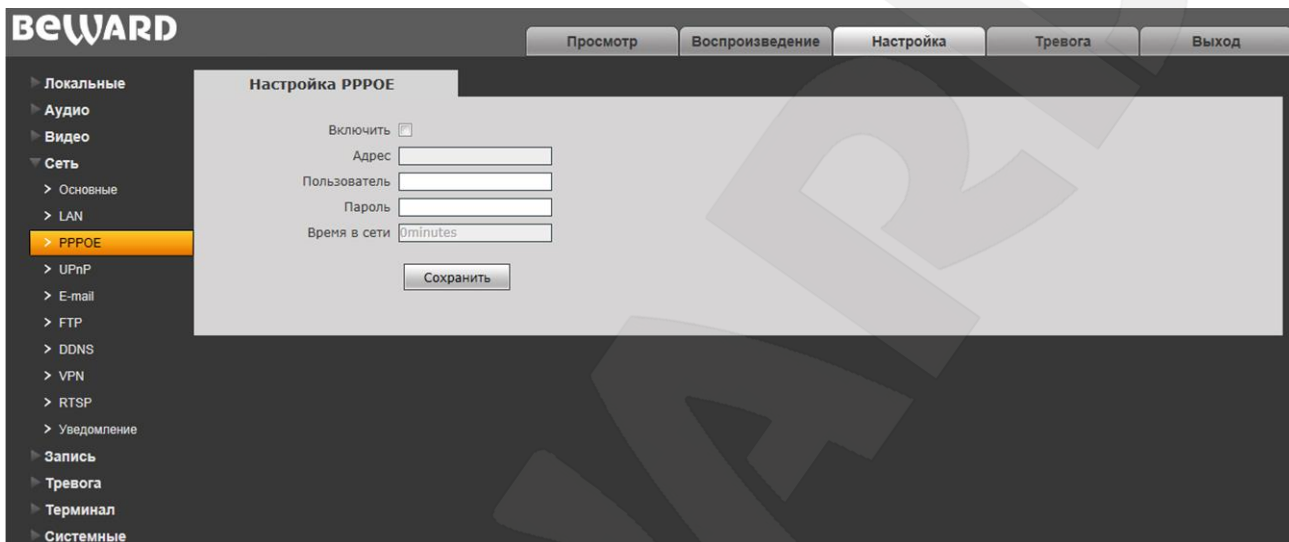 BEWARD
Просмотр
Воспроизведение
Настройка
Тревога
Выход
Локальные
Аудио
Видео
Сеть
Основные
LAN
PPPOE
UPnP
E-mail
FTP
DDNS
VPN
RTSP
Уведомление
Запись
Тревога
Терминал
Системные
Настройка PPPOE
Включить
Адрес
Пользователь
Пароль
Время в сети 0minutes
Сохранить